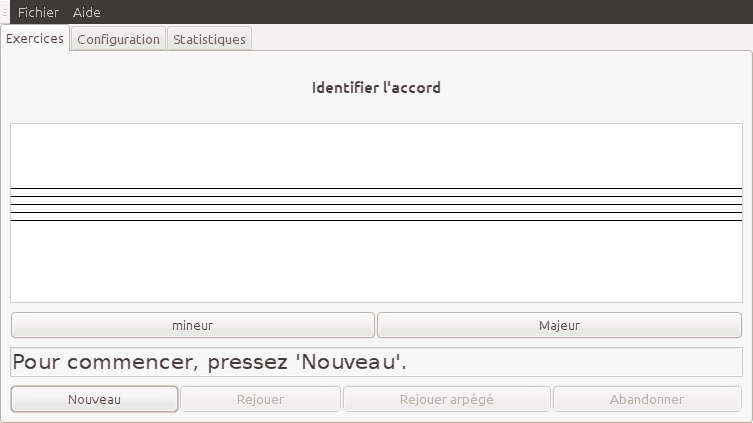 Fichier Aide
Exercices Configuration Statistiques
Identifier l'accord
mineur Majeur
Pour commencer, pressez 'Nouveau'.
Nouveau Rejouer Rejouer arpégé Abandonner